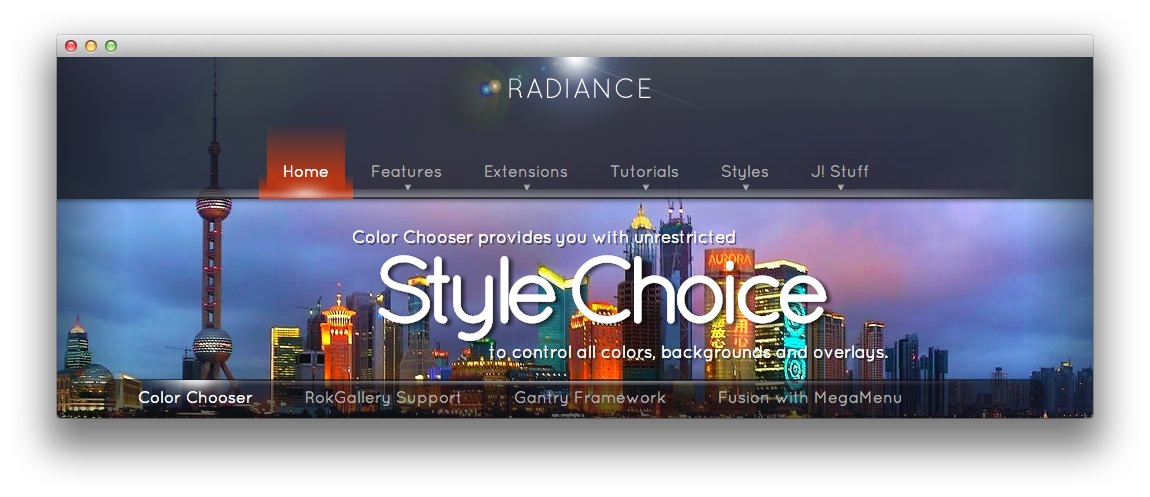 RADIANCE
Home Features Extensions Tutorials Styles J! Stuff
Color Chooser provides you with unrestricted
AURORA
Style Choice
to control all colors, backgrounds and overlays.
Color Chooser RokGallery Support Gantry Framework Fusion with MegaMenu